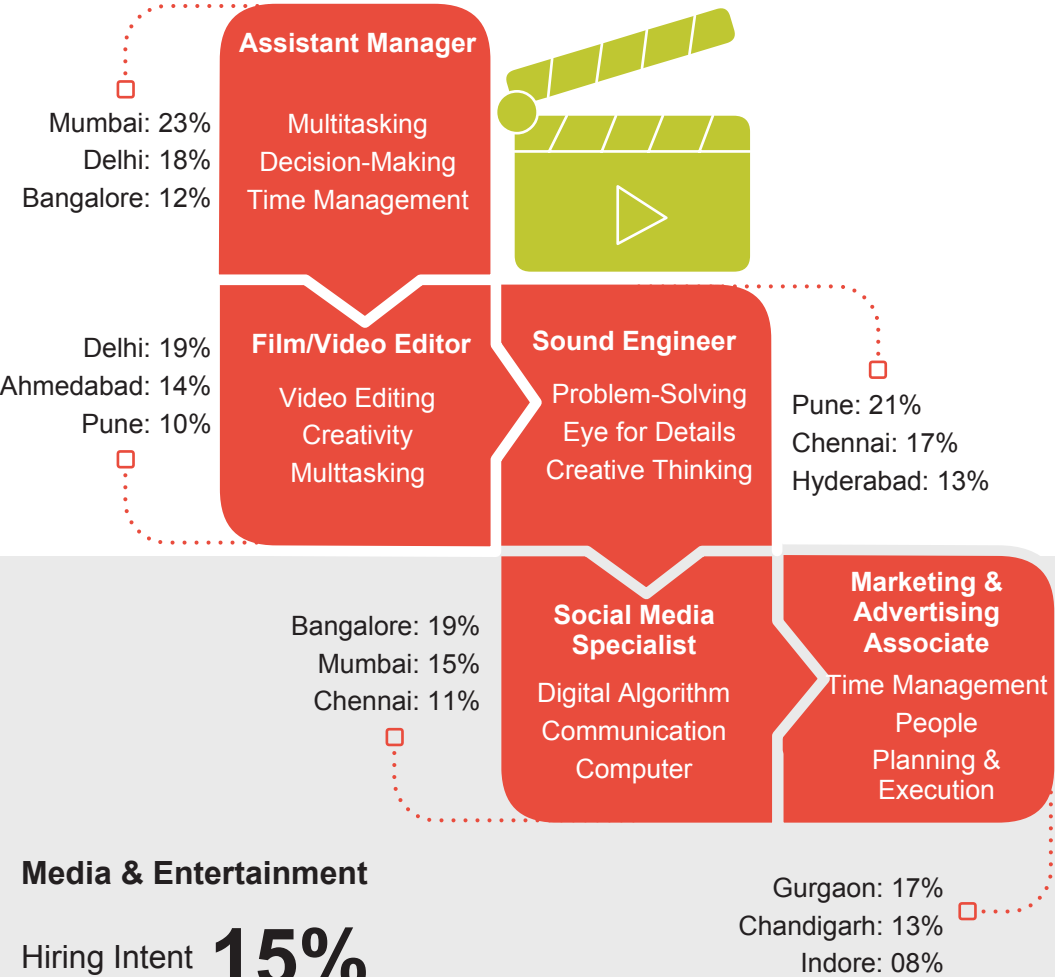 Assistant Manager
Mumbai: 23%
Delhi: 18%
Bangalore: 12%
Multitasking
Decision-Making
Time Management
Delhi: 19%
Ahmedabad: 14%
Pune: 10%
Film/Video Editor
Video Editing
Creativity
Multtasking
Sound Engineer
Problem-Solving
Eye for Details
Creative Thinking
Pune: 21%
Chennai: 17%
Hyderabad: 13%
Bangalore: 19%
Mumbai: 15%
Chennai: 11%
Social Media
Specialist
Digital Algorithm
Communication
Computer
Marketing &
Advertising
Associate
Time Management
People
Planning &
Execution
Gurgaon: 17%
Chandigarh: 13%
Indore: 08%
Media & Entertainment
Hiring Intent 15%